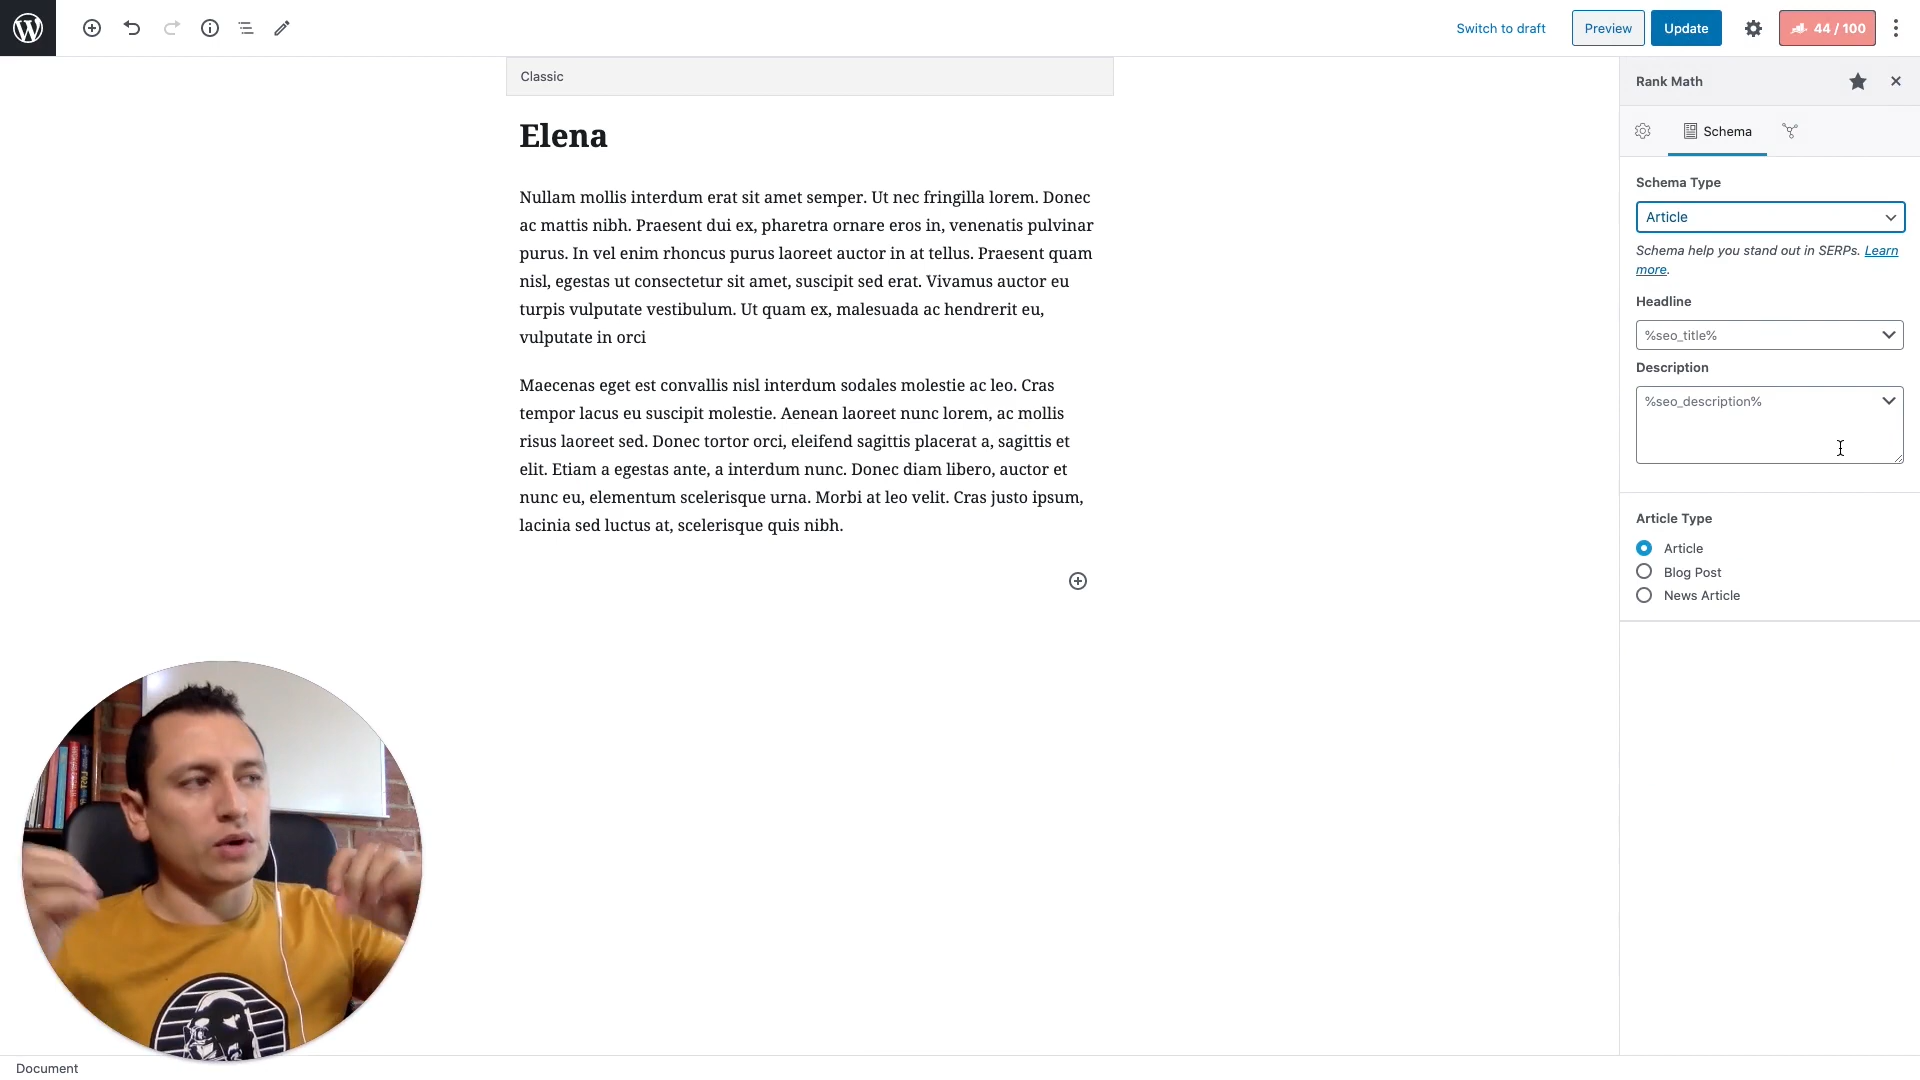 Switch to draft
Preview
Update
44 / 100
Classic
Elena
Nullam mollis interdum erat sit amet semper. Ut nec fringilla lorem. Donec
ac mattis nibh. Praesent dui ex, pharetra ornare eros in, venenatis pulvinar
purus. In vel enim rhoncus purus laoreet auctor in at tellus. Praesent quam
nisl, egestas ut consectetur sit amet, suscipit sed erat. Vivamus auctor eu
turpis vulputate vestibulum. Ut quam ex, malesuada ac hendrerit eu,
vulputate in orci
Maecenas eget est convallis nisl interdum sodales molestie ac leo. Cras
tempor lacus eu suscipit molestie. Aenean laoreet nunc lorem, ac mollis
risus laoreet sed. Donec tortor orci, eleifend sagittis placerat a, sagittis et
elit. Etiam a egestas ante, a interdum nunc. Donec diam libero, auctor et
nunc eu, elementum scelerisque urna. Morbi at leo velit. Cras justo ipsum,
lacinia sed luctus at, scelerisque quis nibh.
Rank Math
Schema
Schema Type
Article
Schema help you stand out in SERPs. Learn
more.
Headline
%seo_title%
Description
%seo_description%
Article Type
Article
Blog Post
News Article
Document